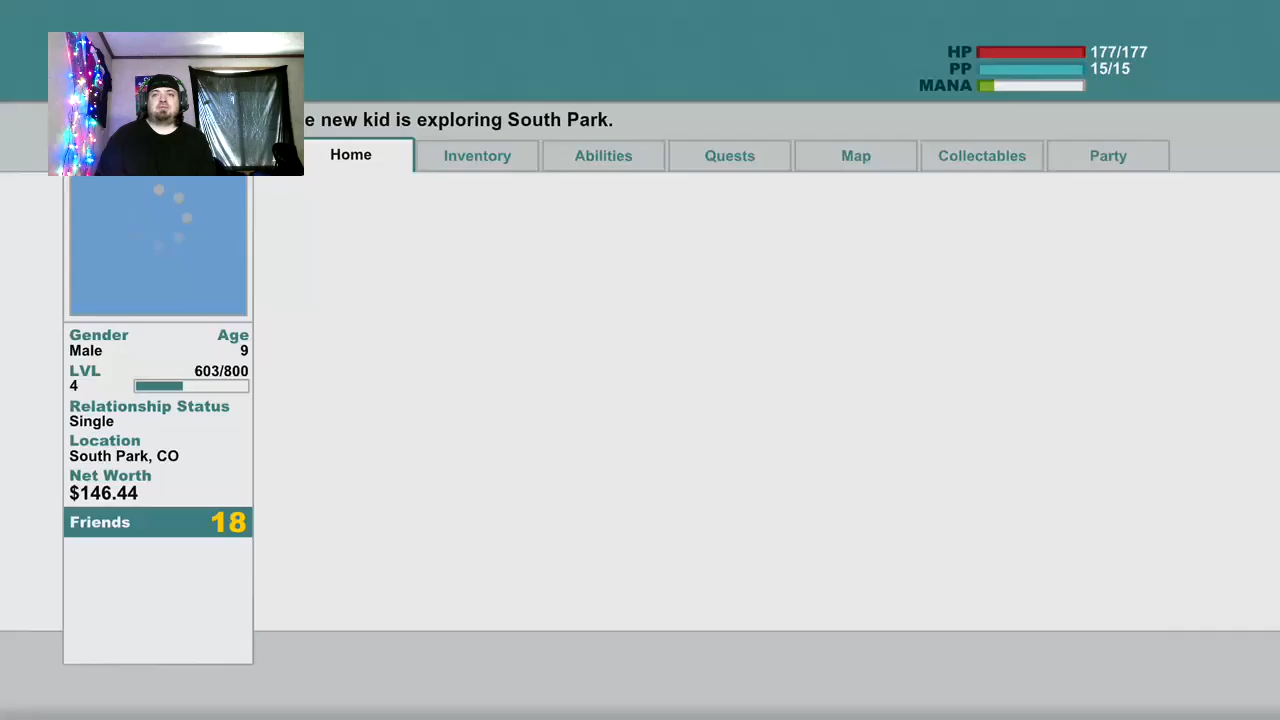 HP 177/177
PP 15/15
MANA
e new kid is exploring South Park.
Home Inventory Abilities Quests Map Collectables Party
Gender Age
Male 9
LVL 603/800
4
Relationship Status
Single
Location
South Park, CO
Net Worth
$146.44
Friends 18